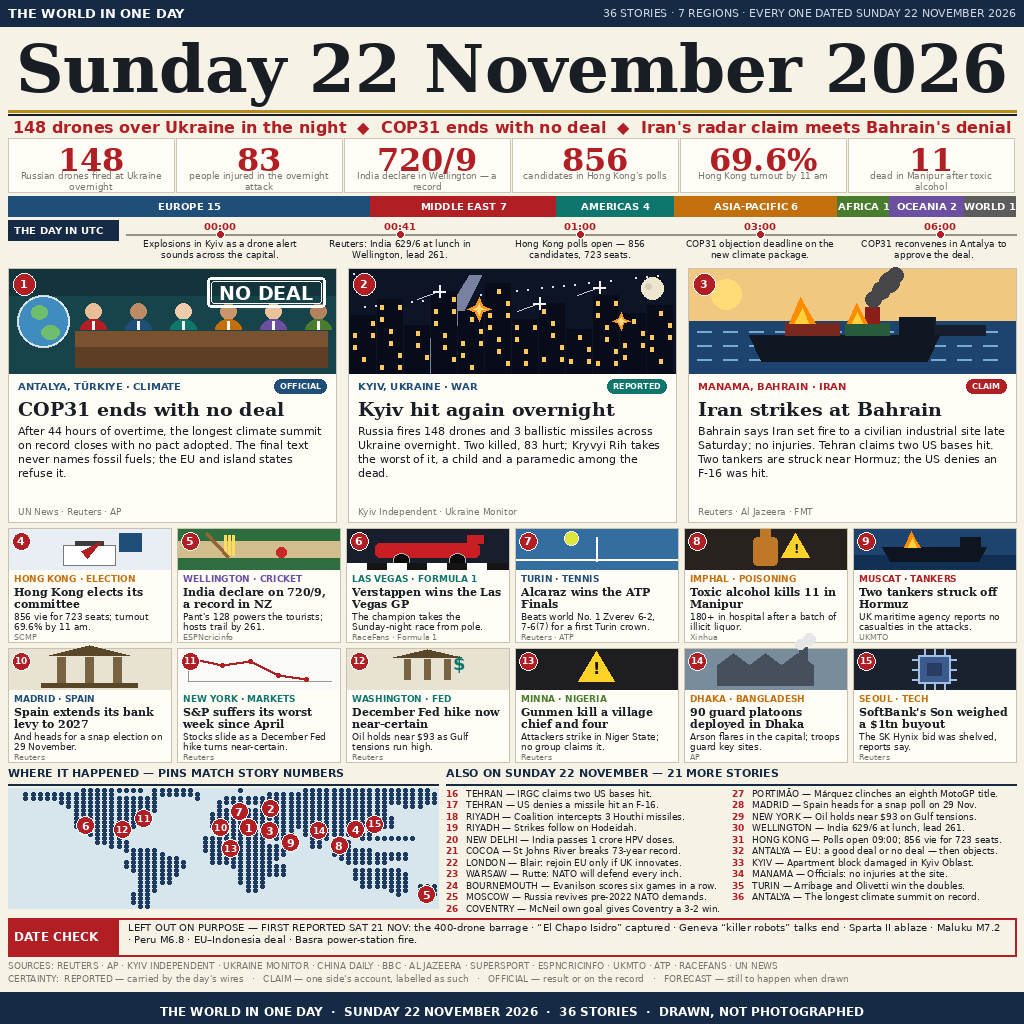 THE WORLD IN ONE DAY
36 STORIES · 7 REGIONS · EVERY ONE DATED SUNDAY 22 NOVEMBER 2026
Sunday 22 November 2026
148 drones over Ukraine in the night ◆ COP31 ends with no deal ◆ Iran's radar claim meets Bahrain's denial
148
Russian drones fired at Ukraine
overnight
83
people injured in the overnight
attack
720/9
India declare in Wellington — a
record
856
candidates in Hong Kong's polls
69.6%
Hong Kong turnout by 11 am
11
dead in Manipur after toxic
alcohol
EUROPE 15
MIDDLE EAST 7
AMERICAS 4
ASIA-PACIFIC 6
AFRICA 1
OCEANIA 2
WORLD 1
THE DAY IN UTC
00:00
Explosions in Kyiv as a drone alert
sounds across the capital.
00:41
Reuters: India 629/6 at lunch in
Wellington, lead 261.
01:00
Hong Kong polls open — 856
candidates, 723 seats.
03:00
COP31 objection deadline on the
new climate package.
06:00
COP31 reconvenes in Antalya to
approve the deal.
1
NO DEAL
ANTALYA, TÜRKIYE · CLIMATE
OFFICIAL
COP31 ends with no deal
After 44 hours of overtime, the longest climate summit
on record closes with no pact adopted. The final text
never names fossil fuels; the EU and island states
refuse it.
UN News · Reuters · AP
2
KYIV, UKRAINE · WAR
REPORTED
Kyiv hit again overnight
Russia fires 148 drones and 3 ballistic missiles across
Ukraine overnight. Two killed, 83 hurt; Kryvyi Rih takes
the worst of it, a child and a paramedic among the
dead.
Kyiv Independent · Ukraine Monitor
3
MANAMA, BAHRAIN · IRAN
CLAIM
Iran strikes at Bahrain
Bahrain says Iran set fire to a civilian industrial site late
Saturday; no injuries. Tehran claims two US bases hit.
Two tankers are struck near Hormuz; the US denies an
F-16 was hit.
Reuters · Al Jazeera · FMT
4
HONG KONG · ELECTION
Hong Kong elects its
committee
856 vie for 723 seats; turnout
69.6% by 11 am.
SCMP
5
WELLINGTON · CRICKET
India declare on 720/9,
a record in NZ
Pant's 128 powers the tourists;
hosts trail by 261.
ESPNcricinfo
6
LAS VEGAS · FORMULA 1
Verstappen wins the Las
Vegas GP
The champion takes the
Sunday-night race from pole.
RaceFans · Formula 1
7
TURIN · TENNIS
Alcaraz wins the ATP
Finals
Beats world No. 1 Zverev 6-2,
7-6(7) for a first Turin crown.
Reuters · ATP
8
!
IMPHAL · POISONING
Toxic alcohol kills 11 in
Manipur
180+ in hospital after a batch of
illicit liquor.
Xinhua
9
MUSCAT · TANKERS
Two tankers struck off
Hormuz
UK maritime agency reports no
casualties in the attacks.
UKMTO
10
MADRID · SPAIN
Spain extends its bank
levy to 2027
And heads for a snap election on
29 November.
Reuters
11
NEW YORK · MARKETS
S&P suffers its worst
week since April
Stocks slide as a December Fed
hike turns near-certain.
Reuters
12
$
WASHINGTON · FED
December Fed hike now
near-certain
Oil holds near $93 as Gulf
tensions run high.
Reuters
13
!
MINNA · NIGERIA
Gunmen kill a village
chief and four
Attackers strike in Niger State;
no group claims it.
Reuters
14
DHAKA · BANGLADESH
90 guard platoons
deployed in Dhaka
Arson flares in the capital; troops
guard key sites.
AP
15
SEOUL · TECH
SoftBank's Son weighed
a $1tn buyout
The SK Hynix bid was shelved,
reports say.
Reuters
WHERE IT HAPPENED — PINS MATCH STORY NUMBERS
6
12
11
7
2
10
1
3
13
9
14
8
4
15
5
ALSO ON SUNDAY 22 NOVEMBER — 21 MORE STORIES
16 TEHRAN — IRGC claims two US bases hit.
17 TEHRAN — US denies a missile hit an F-16.
18 RIYADH — Coalition intercepts 3 Houthi missiles.
19 RIYADH — Strikes follow on Hodeidah.
20 NEW DELHI — India passes 1 crore HPV doses.
21 COCOA — St Johns River breaks 73-year record.
22 LONDON — Blair: rejoin EU only if UK innovates.
23 WARSAW — Rutte: NATO will defend every inch.
24 BOURNEMOUTH — Evanilson scores six games in a row.
25 MOSCOW — Russia revives pre-2022 NATO demands.
26 COVENTRY — McNeil own goal gives Coventry a 3-2 win.
27 PORTIMÃO — Márquez clinches an eighth MotoGP title.
28 MADRID — Spain heads for a snap poll on 29 Nov.
29 NEW YORK — Oil holds near $93 on Gulf tensions.
30 WELLINGTON — India 629/6 at lunch, lead 261.
31 HONG KONG — Polls open 09:00; 856 vie for 723 seats.
32 ANTALYA — EU: a good deal or no deal — then objects.
33 KYIV — Apartment block damaged in Kyiv Oblast.
34 MANAMA — Officials: no injuries at the site.
35 TURIN — Arribage and Olivetti win the doubles.
36 ANTALYA — The longest climate summit on record.
DATE CHECK
LEFT OUT ON PURPOSE — FIRST REPORTED SAT 21 NOV: the 400-drone barrage · “El Chapo Isidro” captured · Geneva “killer robots” talks end · Sparta II ablaze · Maluku M7.2
· Peru M6.8 · EU–Indonesia deal · Basra power-station fire.
SOURCES: REUTERS · AP · KYIV INDEPENDENT · UKRAINE MONITOR · CHINA DAILY · BBC · AL JAZEERA · SUPERSPORT · ESPNCRICINFO · UKMTO · ATP · RACEFANS · UN NEWS
CERTAINTY: REPORTED — carried by the day's wires · CLAIM — one side's account, labelled as such · OFFICIAL — result or on the record · FORECAST — still to happen when drawn
THE WORLD IN ONE DAY · SUNDAY 22 NOVEMBER 2026 · 36 STORIES · DRAWN, NOT PHOTOGRAPHED